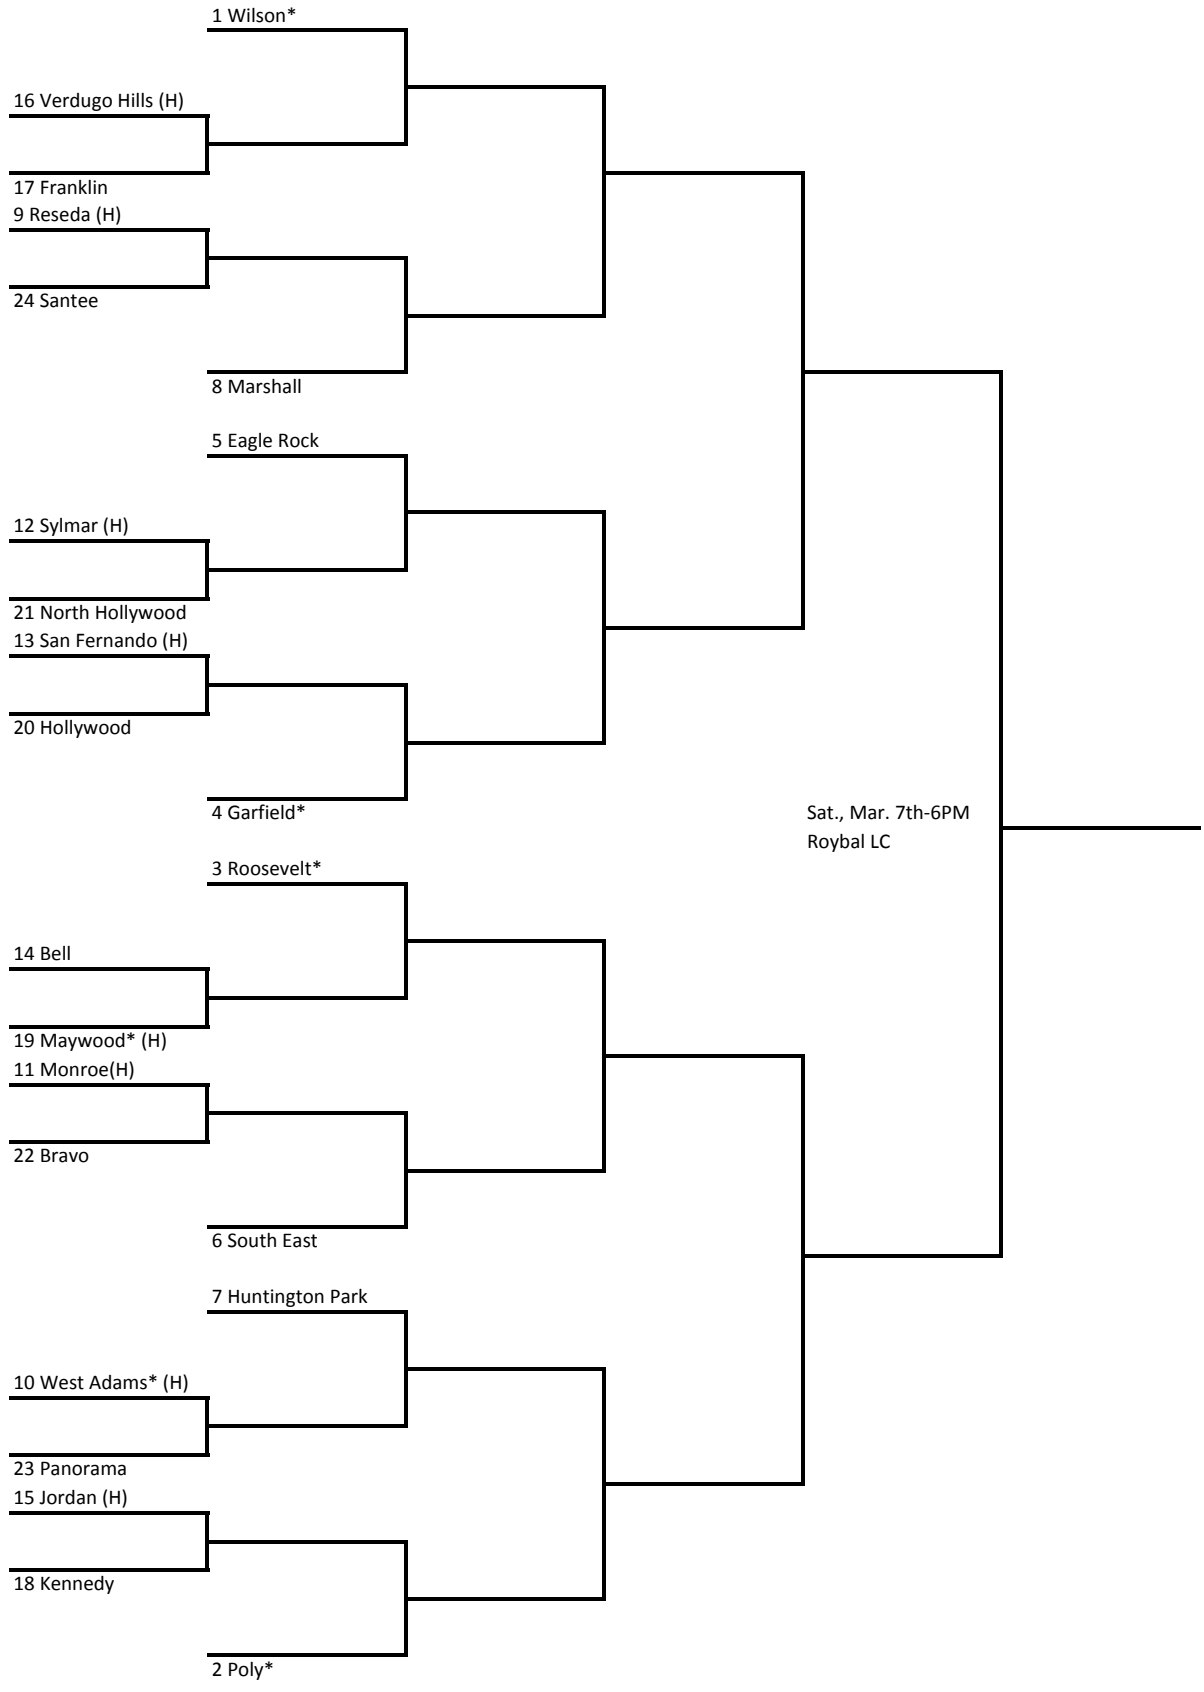 1 Wilson*
16 Verdugo Hills (H)
17 Franklin
9 Reseda (H)
24 Santee
8 Marshall
5 Eagle Rock
12 Sylmar (H)
21 North Hollywood
13 San Fernando (H)
20 Hollywood
4 Garfield*
Sat., Mar. 7th-6PM
Roybal LC
3 Roosevelt*
14 Bell
19 Maywood* (H)
11 Monroe(H)
22 Bravo
6 South East
7 Huntington Park
10 West Adams* (H)
23 Panorama
15 Jordan (H)
18 Kennedy
2 Poly*